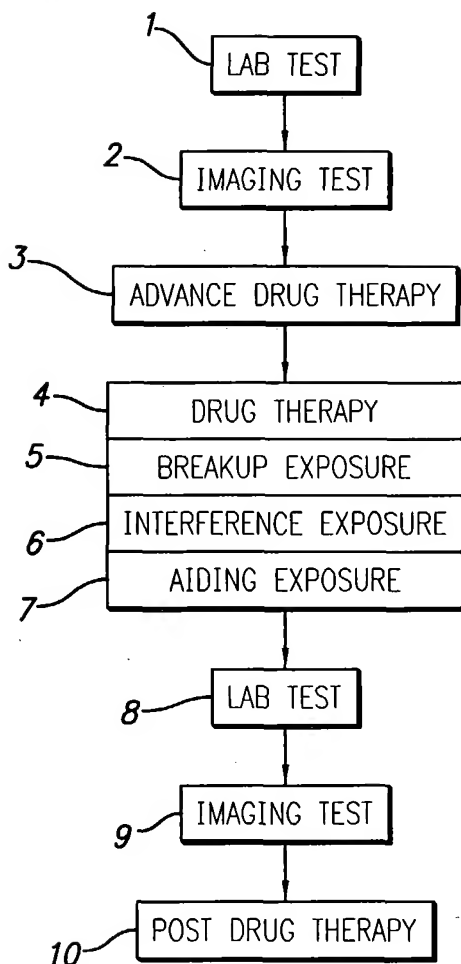 1
LAB TEST
2
IMAGING TEST
3
ADVANCE DRUG THERAPY
4
DRUG THERAPY
5
BREAKUP EXPOSURE
6
INTERFERENCE EXPOSURE
7
AIDING EXPOSURE
8
LAB TEST
9
IMAGING TEST
10
POST DRUG THERAPY